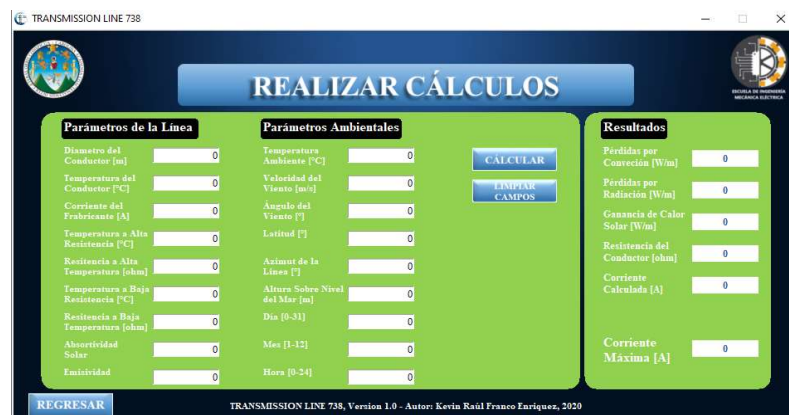 TRANSMISSION LINE 738
REALIZAR CÁLCULOS
Parámetros de la Línea
Diametro del
Conductor [m]
0
Temperatura del
Conductor [°C]
0
Corriente del
Frabricante [A]
0
Temperatura a Alta
Resistencia [°C]
0
Resitencia a Alta
Temperatura [ohm]
0
Temperatura a Baja
Resistencia [°C]
0
Resitencia a Baja
Temperatura [ohm]
0
Absortividad
Solar
0
Emisividad
0
Parámetros Ambientales
Temperatura
Ambiente [°C]
0
Velocidad del
Viento [m/s]
0
Ángulo del
Viento [°]
0
Latitud [°]
0
Azimut de la
Línea [°]
0
Altura Sobre Nivel
del Mar [m]
0
Día [0-31]
0
Mes [1-12]
0
Hora [0-24]
0
CÁLCULAR
LIMPIAR
CAMPOS
Resultados
Pérdidas por
Conveción [W/m]
0
Pérdidas por
Radiación [W/m]
0
Ganancia de Calor
Solar [W/m]
0
Resistencia del
Conductor [ohm]
0
Corriente
Calculada [A]
0
Corriente
Máxima [A]
0
ESCUELA DE INGENIERÍA
MECÁNICA ELÉCTRICA
REGRESAR
TRANSMISSION LINE 738, Version 1.0 - Autor: Kevin Raúl Franco Enríquez, 2020